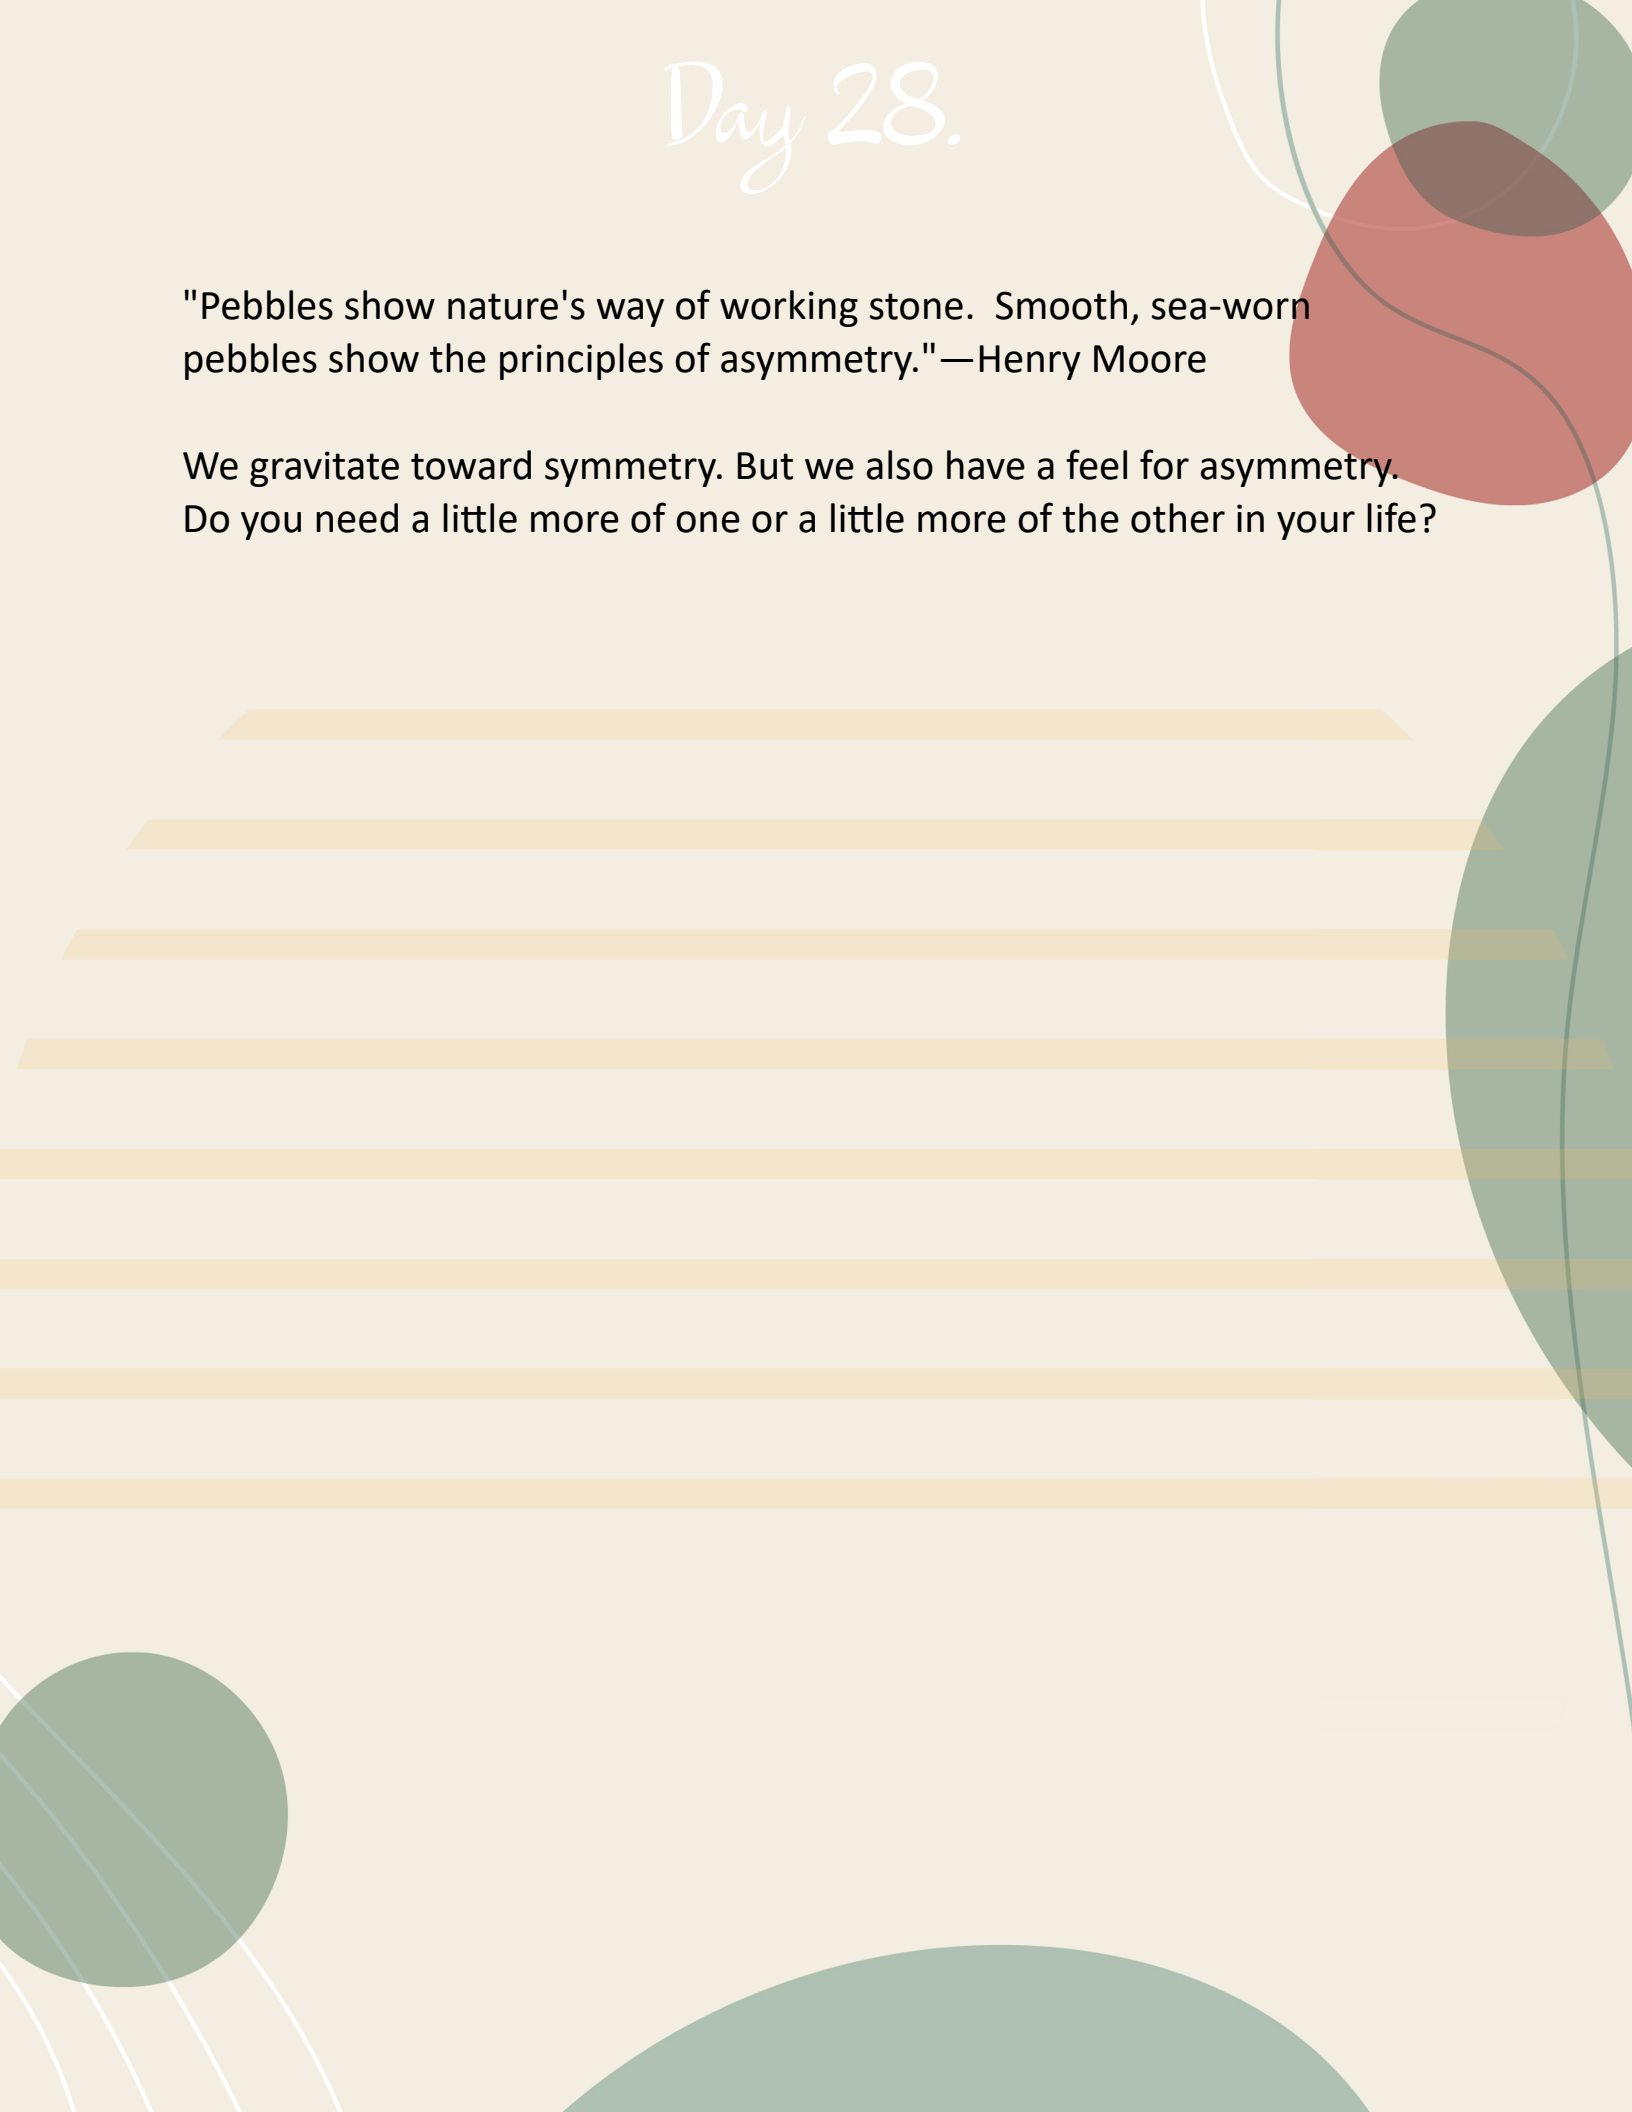 Day 28.
"Pebbles show nature's way of working stone.  Smooth, sea-worn
pebbles show the principles of asymmetry."—Henry Moore
We gravitate toward symmetry. But we also have a feel for asymmetry.
Do you need a little more of one or a little more of the other in your life?